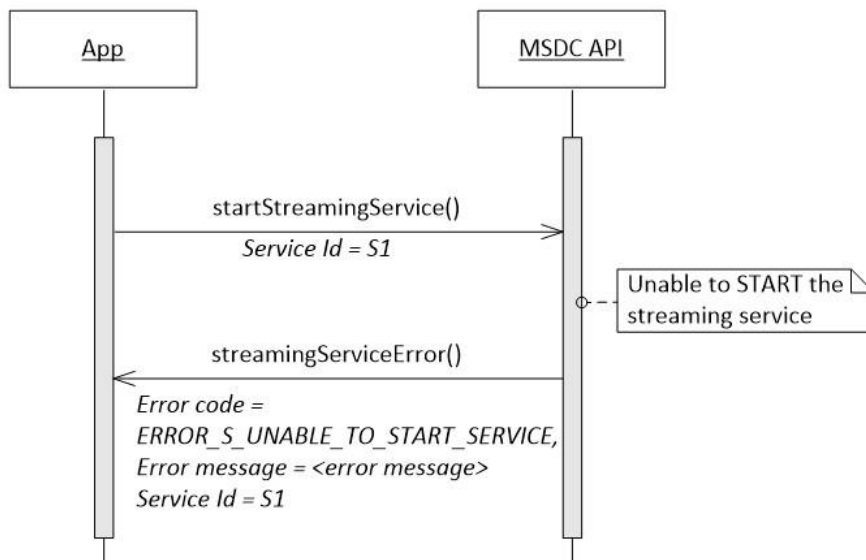 App
MSDC API
startStreamingService()
Service Id = S1
Unable to START the
streaming service
streamingServiceError()
Error code =
ERROR_S_UNABLE_TO_START_SERVICE,
Error message = <error message>
Service Id = S1